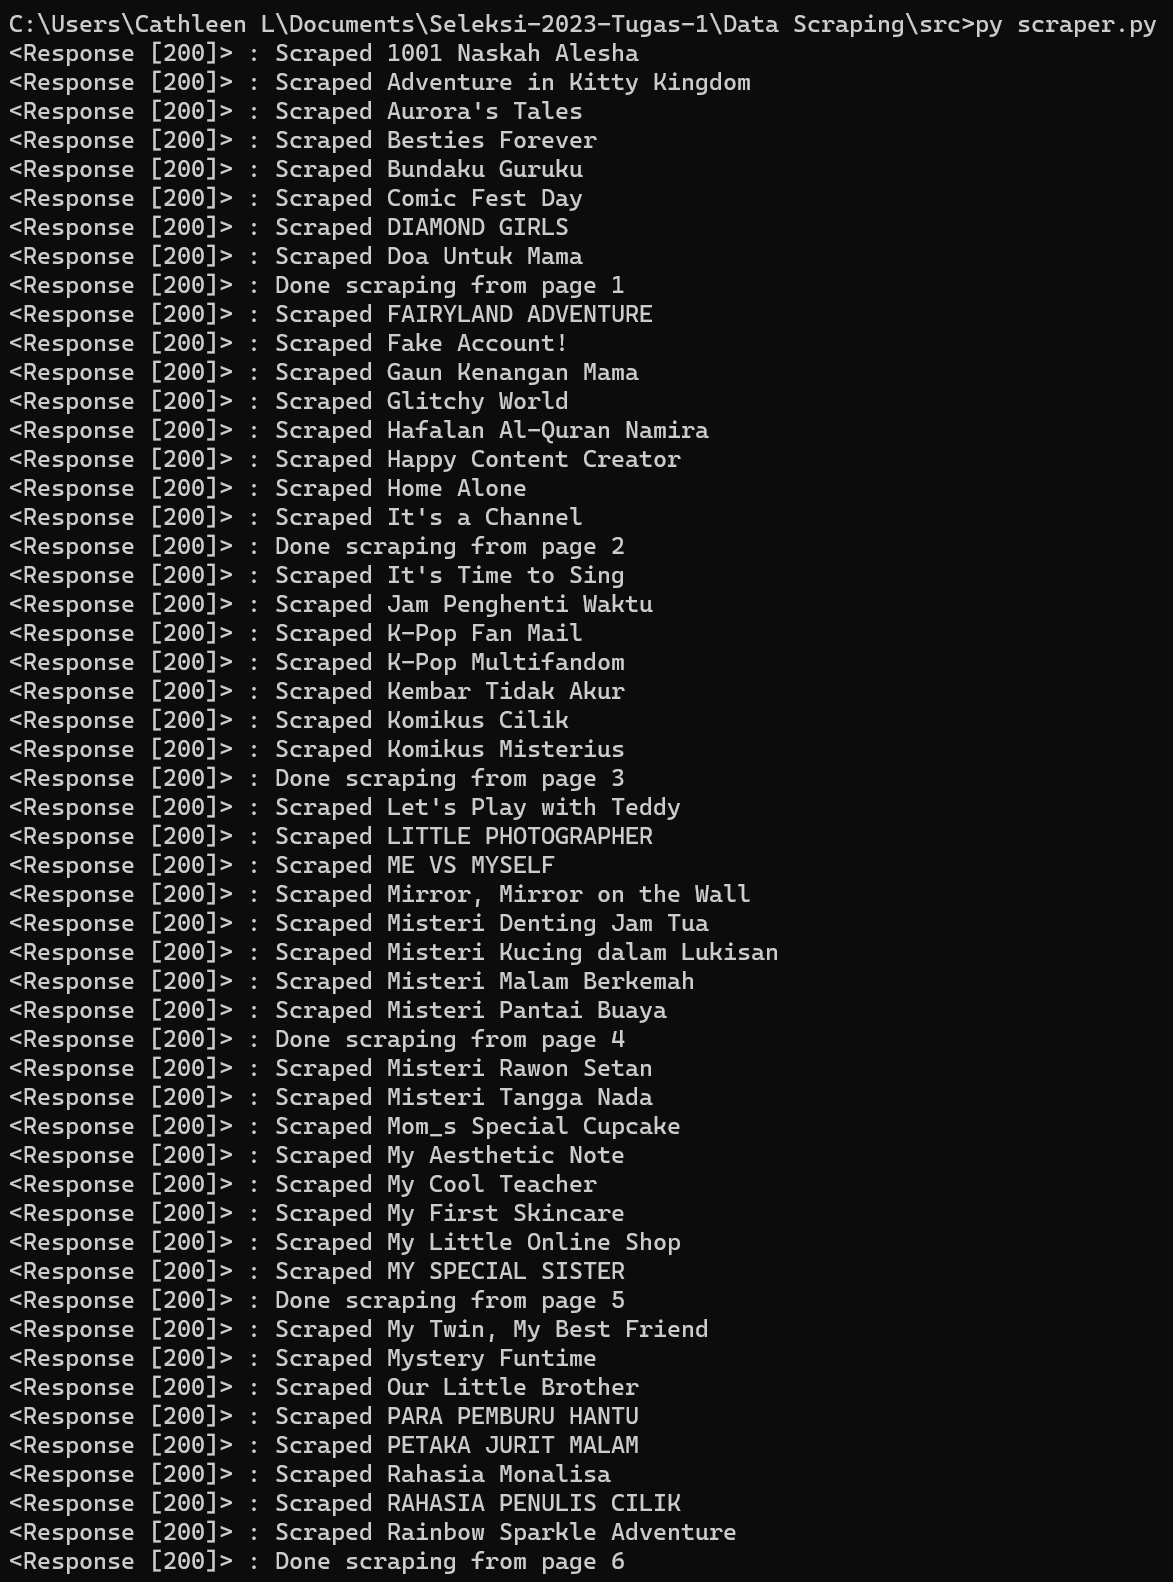 C:\Users\Cathleen L\Documents\Seleksi-2023-Tugas-1\Data Scraping\src>py scraper.py
<Response [200]> : Scraped 1001 Naskah Alesha
<Response [200]> : Scraped Adventure in Kitty Kingdom
<Response [200]> : Scraped Aurora's Tales
<Response [200]> : Scraped Besties Forever
<Response [200]> : Scraped Bundaku Guruku
<Response [200]> : Scraped Comic Fest Day
<Response [200]> : Scraped DIAMOND GIRLS
<Response [200]> : Scraped Doa Untuk Mama
<Response [200]> : Done scraping from page 1
<Response [200]> : Scraped FAIRYLAND ADVENTURE
<Response [200]> : Scraped Fake Account!
<Response [200]> : Scraped Gaun Kenangan Mama
<Response [200]> : Scraped Glitchy World
<Response [200]> : Scraped Hafalan Al-Quran Namira
<Response [200]> : Scraped Happy Content Creator
<Response [200]> : Scraped Home Alone
<Response [200]> : Scraped It's a Channel
<Response [200]> : Done scraping from page 2
<Response [200]> : Scraped It's Time to Sing
<Response [200]> : Scraped Jam Penghenti Waktu
<Response [200]> : Scraped K-Pop Fan Mail
<Response [200]> : Scraped K-Pop Multifandom
<Response [200]> : Scraped Kembar Tidak Akur
<Response [200]> : Scraped Komikus Cilik
<Response [200]> : Scraped Komikus Misterius
<Response [200]> : Done scraping from page 3
<Response [200]> : Scraped Let's Play with Teddy
<Response [200]> : Scraped LITTLE PHOTOGRAPHER
<Response [200]> : Scraped ME VS MYSELF
<Response [200]> : Scraped Mirror, Mirror on the Wall
<Response [200]> : Scraped Misteri Denting Jam Tua
<Response [200]> : Scraped Misteri Kucing dalam Lukisan
<Response [200]> : Scraped Misteri Malam Berkemah
<Response [200]> : Scraped Misteri Pantai Buaya
<Response [200]> : Done scraping from page 4
<Response [200]> : Scraped Misteri Rawon Setan
<Response [200]> : Scraped Misteri Tangga Nada
<Response [200]> : Scraped Mom_s Special Cupcake
<Response [200]> : Scraped My Aesthetic Note
<Response [200]> : Scraped My Cool Teacher
<Response [200]> : Scraped My First Skincare
<Response [200]> : Scraped My Little Online Shop
<Response [200]> : Scraped MY SPECIAL SISTER
<Response [200]> : Done scraping from page 5
<Response [200]> : Scraped My Twin, My Best Friend
<Response [200]> : Scraped Mystery Funtime
<Response [200]> : Scraped Our Little Brother
<Response [200]> : Scraped PARA PEMBURU HANTU
<Response [200]> : Scraped PETAKA JURIT MALAM
<Response [200]> : Scraped Rahasia Monalisa
<Response [200]> : Scraped RAHASIA PENULIS CILIK
<Response [200]> : Scraped Rainbow Sparkle Adventure
<Response [200]> : Done scraping from page 6